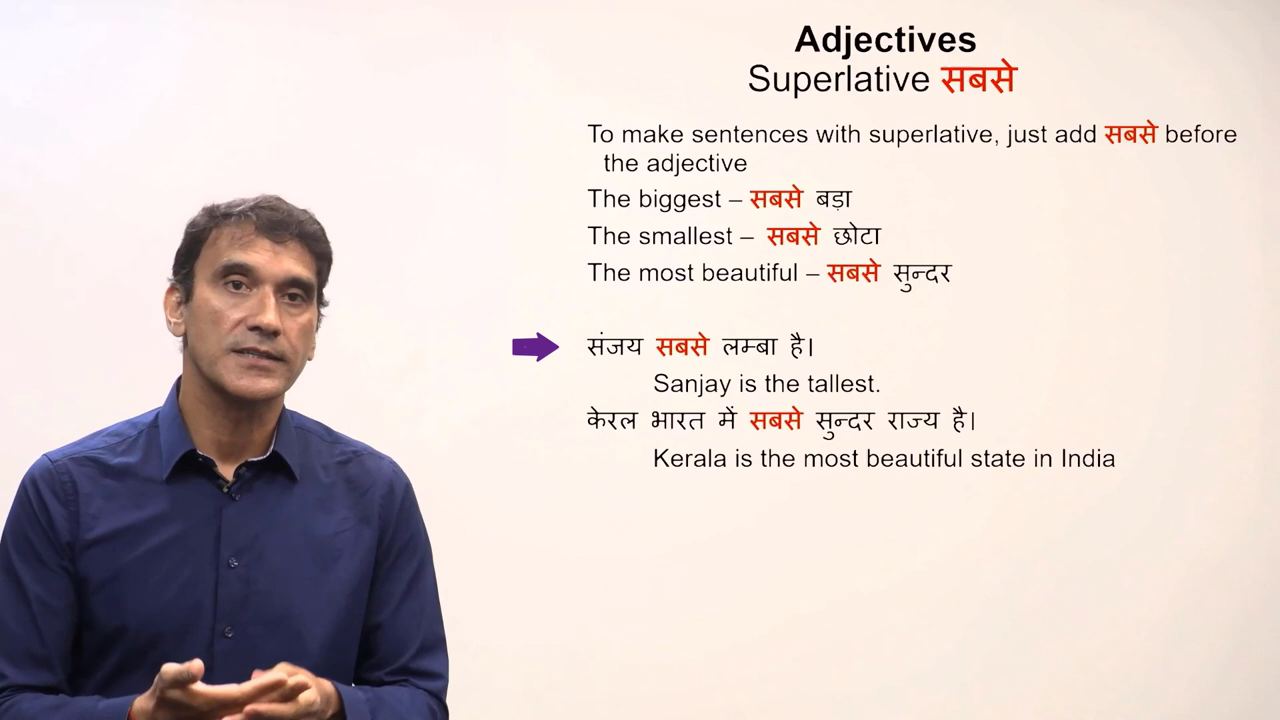 Adjectives
Superlative सबसे
To make sentences with superlative, just add सबसे before
the adjective
The biggest – सबसे बड़ा
The smallest – सबसे छोटा
The most beautiful – सबसे सुन्दर
संजय सबसे लम्बा है।
Sanjay is the tallest.
केरल भारत में सबसे सुन्दर राज्य है।
Kerala is the most beautiful state in India